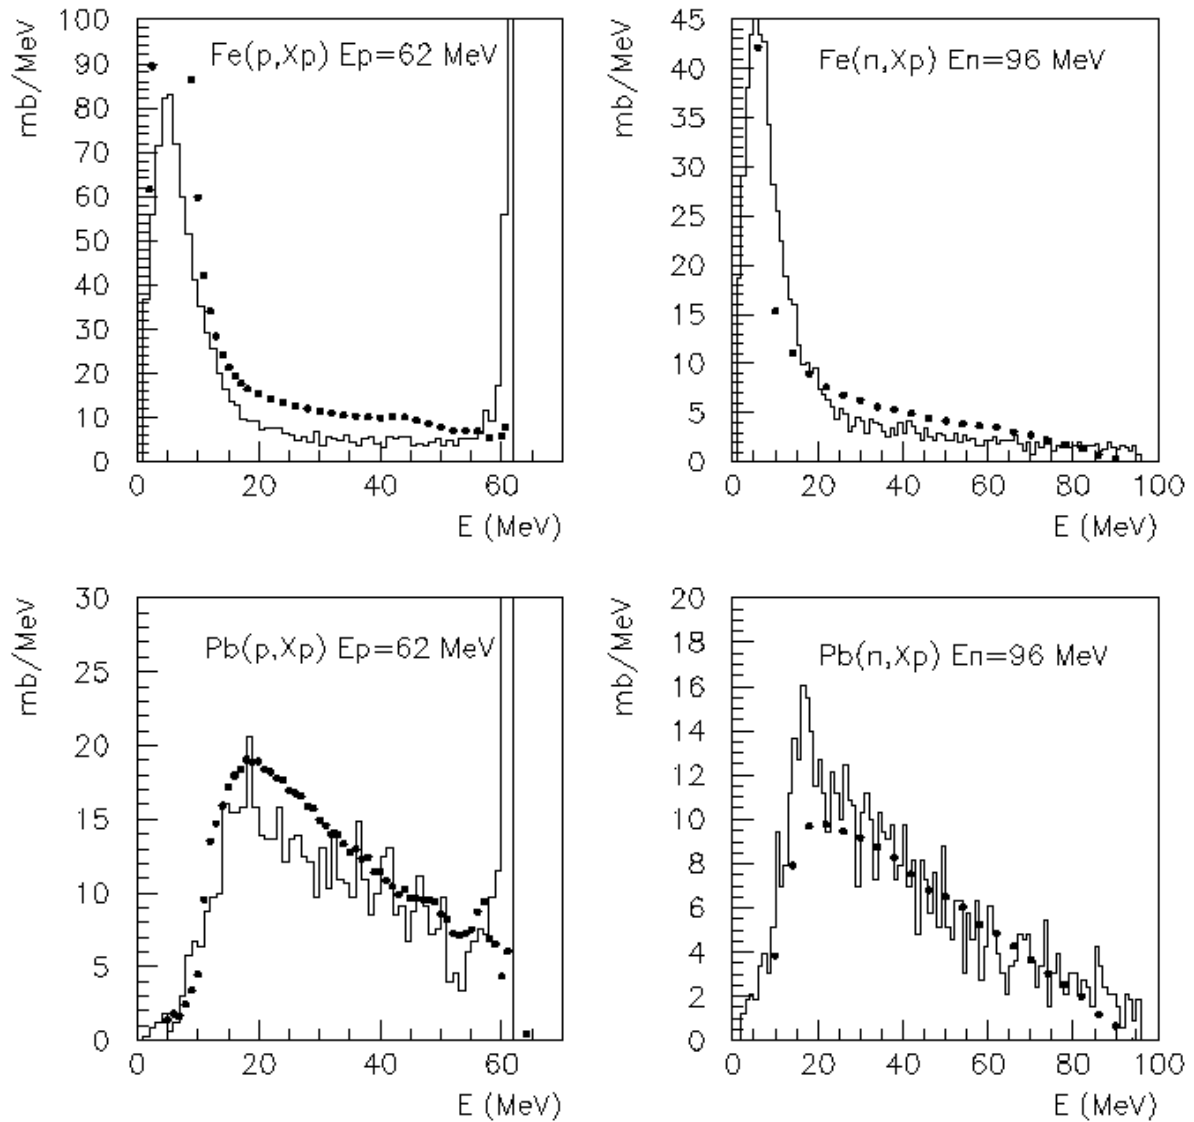 mb/MeV
Fe(p,Xp) Ep=62 MeV
100
90
80
70
60
50
40
30
20
10
0
0 20 40 60
E (MeV)
mb/MeV
Fe(n,Xp) En=96 MeV
45
40
35
30
25
20
15
10
5
0
0 20 40 60 80 100
E (MeV)
mb/MeV
Pb(p,Xp) Ep=62 MeV
30
25
20
15
10
5
0
0 20 40 60
E (MeV)
mb/MeV
Pb(n,Xp) En=96 MeV
20
18
16
14
12
10
8
6
4
2
0
0 20 40 60 80 100
E (MeV)